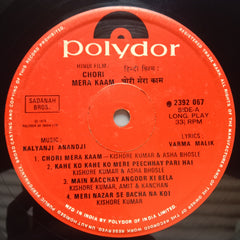 polydor
HINDI FILM: हिन्दी फिल्म :
CHORI MERA KAAM चोरी मेरा काम
SADANAH BROS.
2392 067
SIDE-A
LONG PLAY
33⅓ RPM
MUSIC:
KALYANJI ANANDJI
LYRICS:
VARMA MALIK
1. CHORI MERA KAAM - KISHORE KUMAR & ASHA BHOSLE
2. KAHE KO KAHE KO MERE PEECHHAY PARI HAI
KISHORE KUMAR & ASHA BHOSLE
3. MAIN KACCHAY ANGOOR KI BELA
KISHORE KUMAR, AMIT & KANCHAN
4. MERI NAZAR SE BACHA NA KOI
KISHORE KUMAR
MADE IN INDIA BY POLYDOR OF INDIA LIMITED.